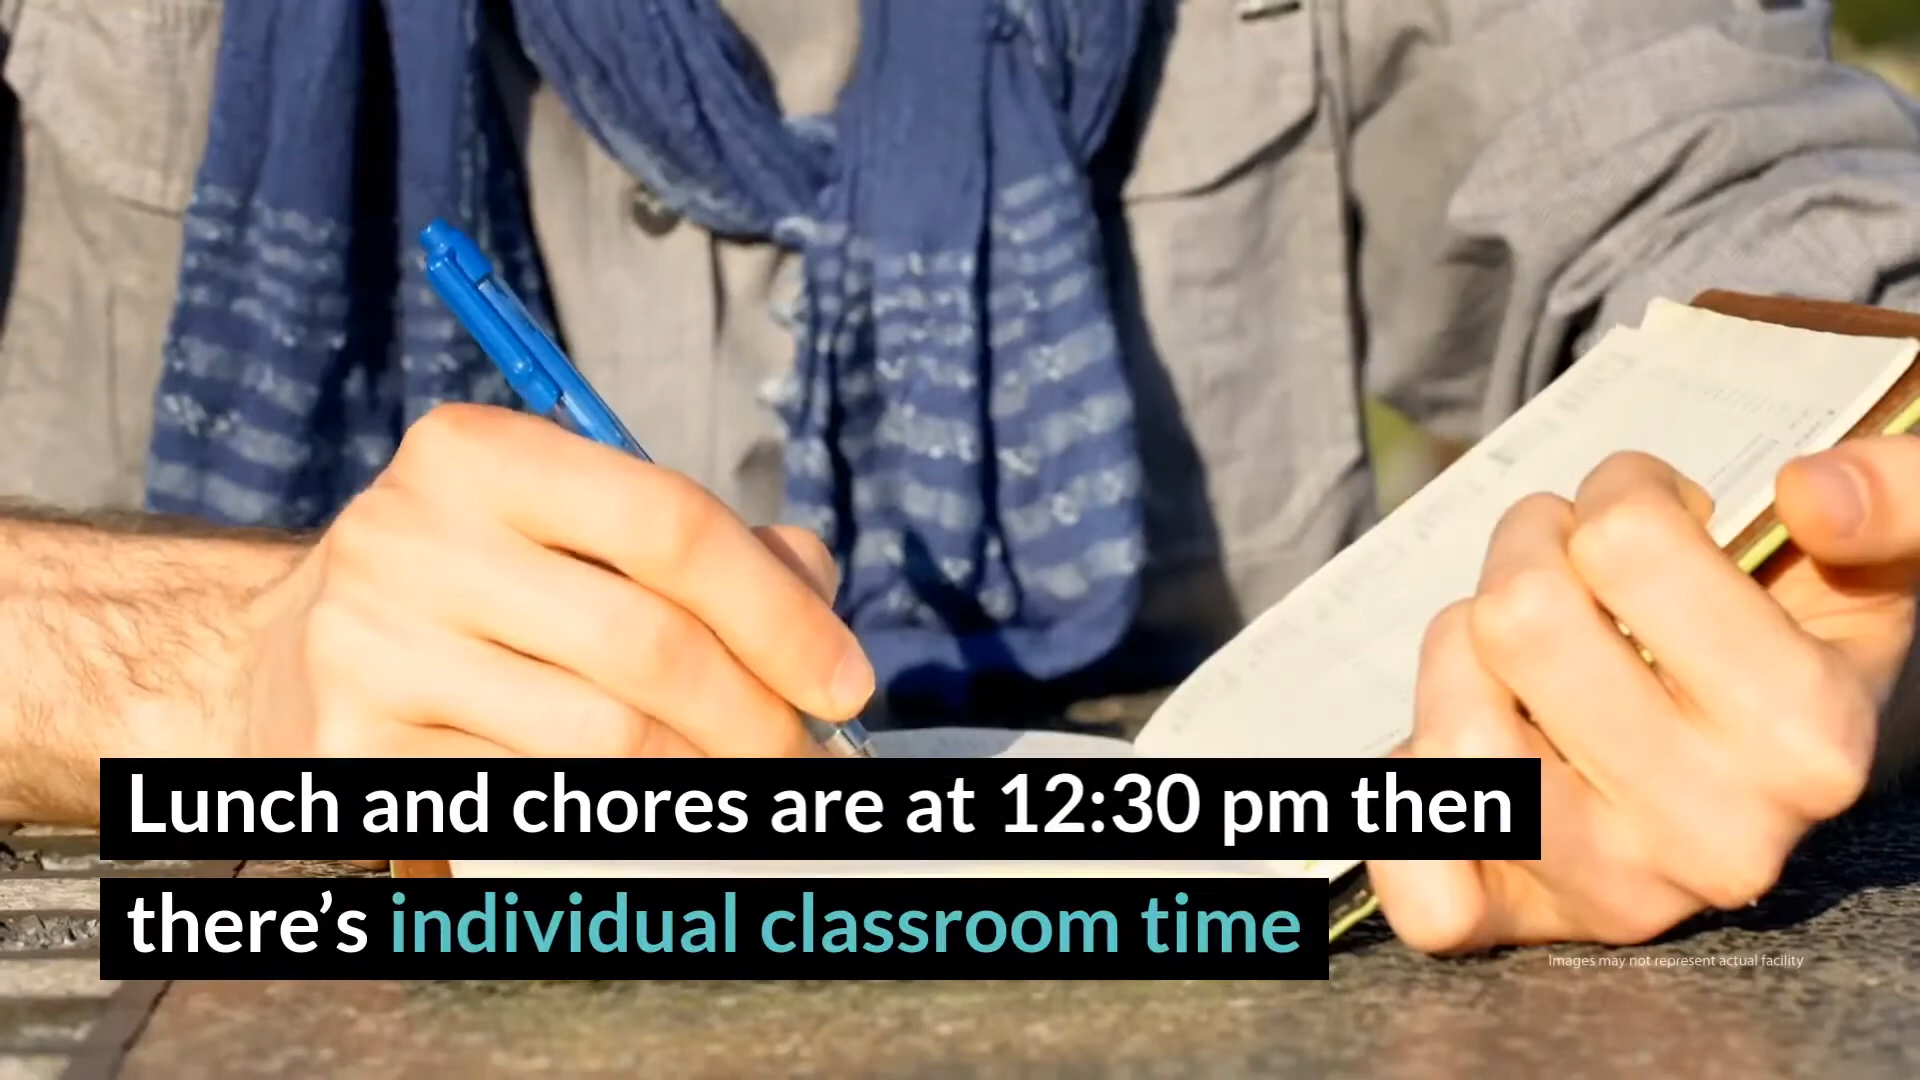 Lunch and chores are at 12:30 pm then
there’s individual classroom time
Images may not represent actual facility